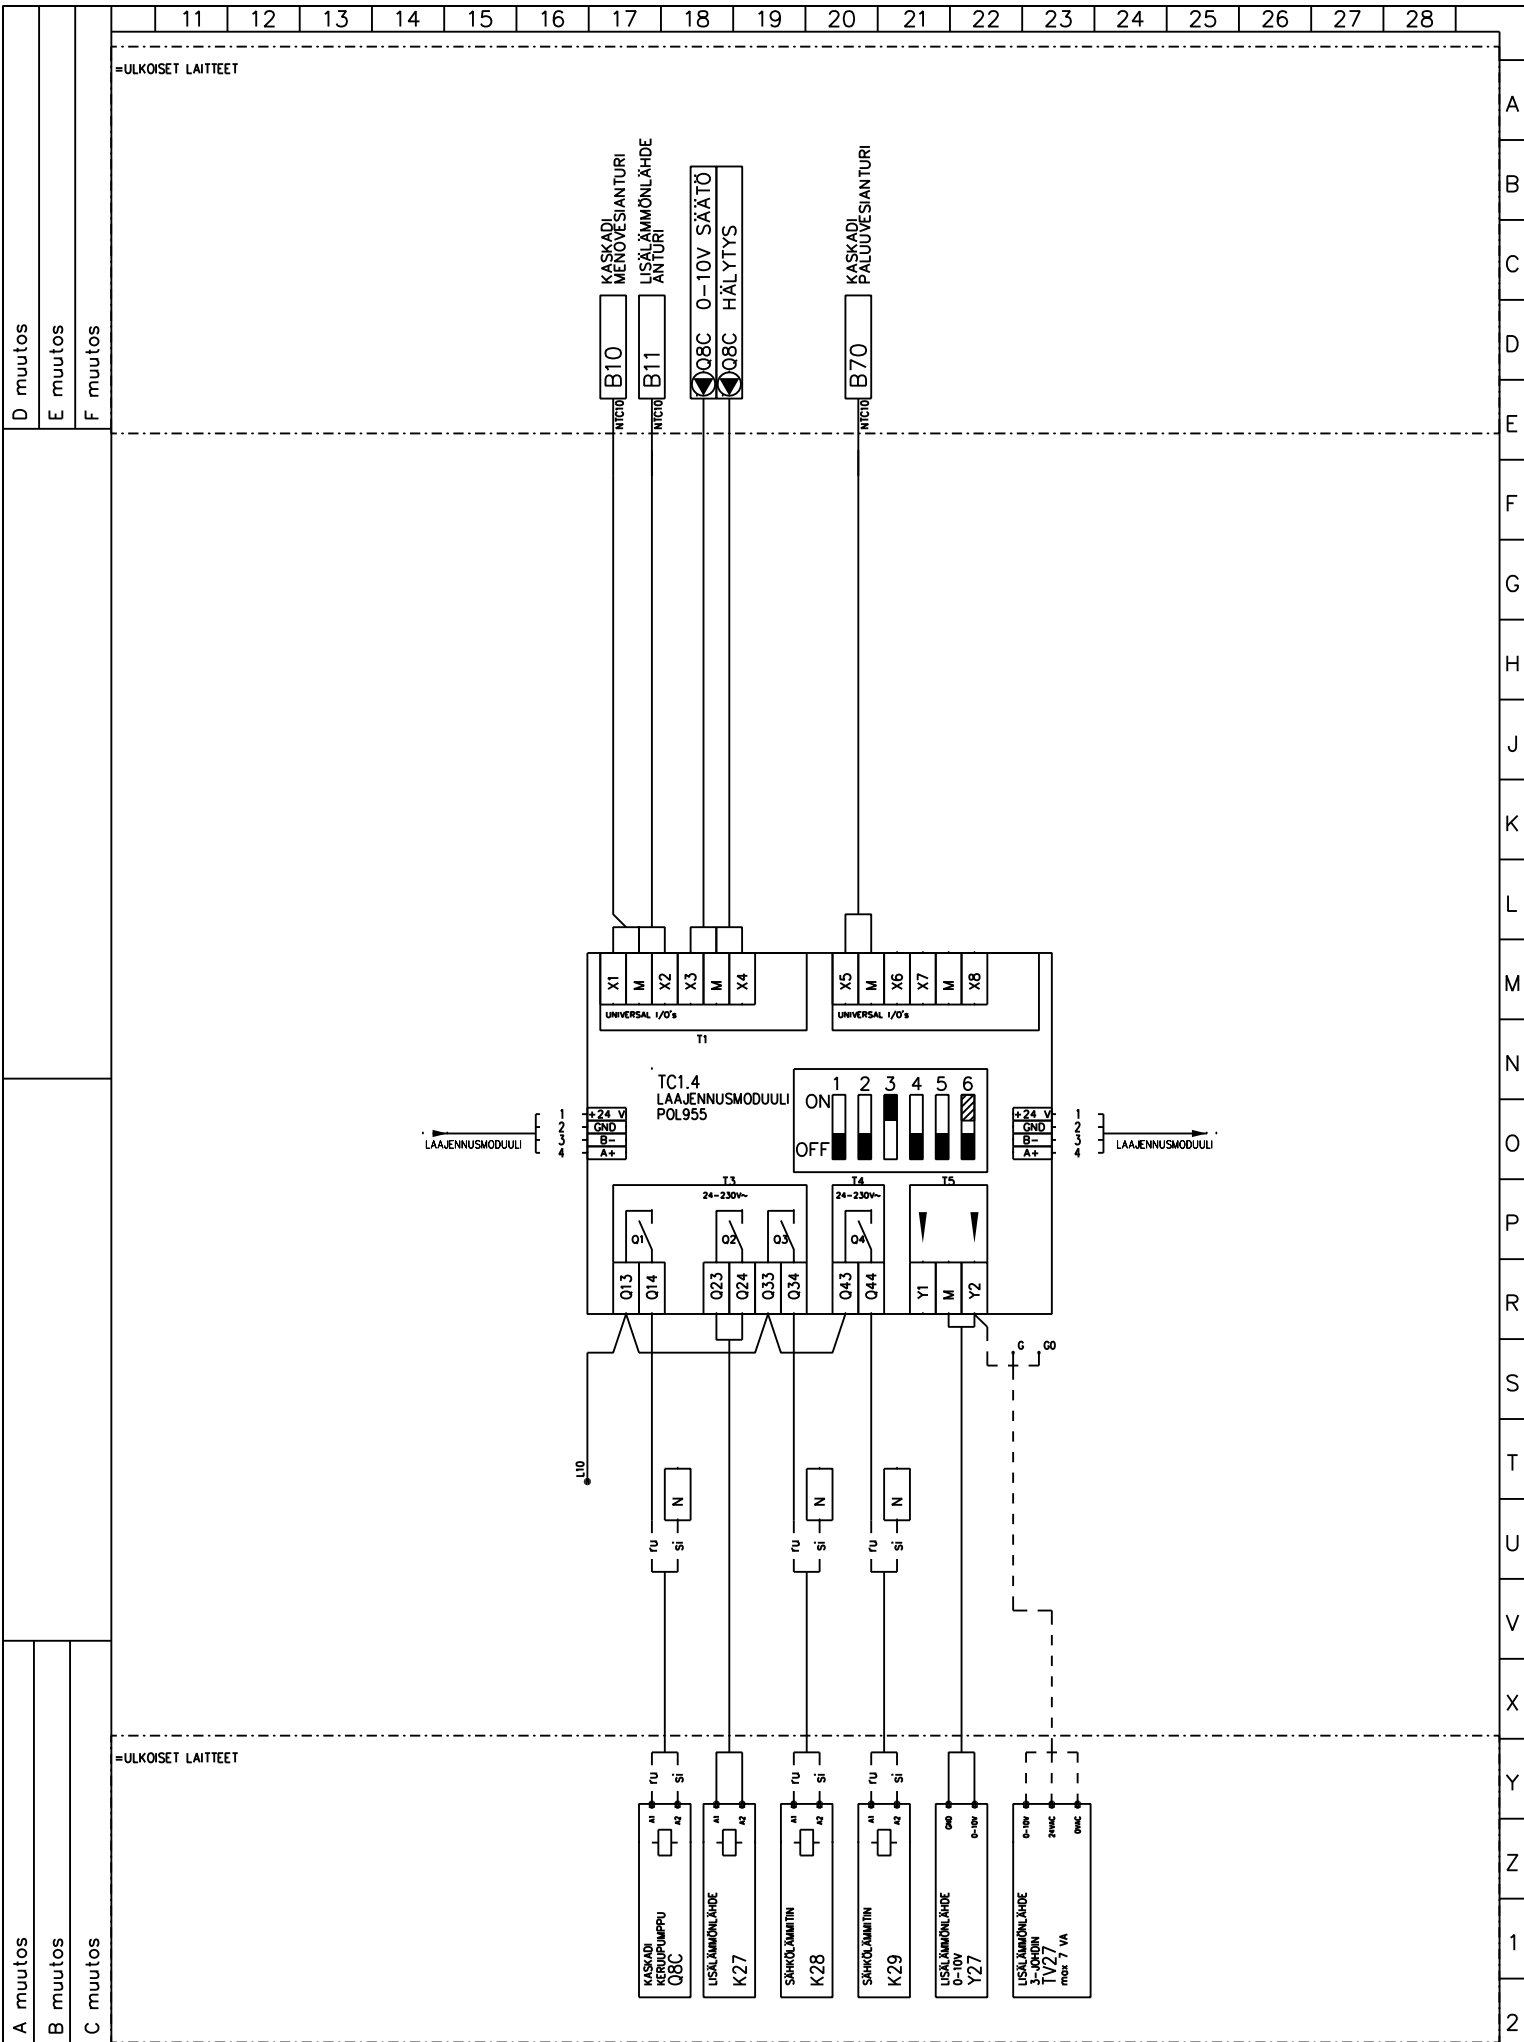 11 12 13 14 15 16 17 18 19 20 21 22 23 24 25 26 27 28
A
B
C
D
E
F
G
H
J
K
L
M
N
O
P
R
S
T
U
V
X
Y
Z
1
2
D muutos
E muutos
F muutos
A muutos
B muutos
C muutos
=ULKOISET LAITTEET
B10
KASKADI
MENOVESIANTURI
NTC10
B11
LISÄLÄMMÖNLÄHDE
ANTURI
NTC10
Q8C 0-10V SÄÄTÖ
Q8C HÄLYTYS
B70
KASKADI
PALUUVESIANTURI
NTC10
X1 M X2 X3 M X4
UNIVERSAL I/O's
T1
X5 M X6 X7 M X8
UNIVERSAL I/O's
TC1.4
LAAJENNUSMODUULI
POL955
1 2 3 4 5 6
ON
OFF
LAAJENNUSMODUULI
1 +24 V
2 GND
3 B-
4 A+
+24 V 1
GND 2
B- 3
A+ 4
LAAJENNUSMODUULI
T3
24-230V~
T4
24-230V~
T5
Q1 Q2 Q3 Q4
Q13 Q14 Q23 Q24 Q33 Q34 Q43 Q44 Y1 M Y2
G G0
L10
N N N
ru si ru si ru si
=ULKOISET LAITTEET
ru si ru si ru si
A1 A2
KASKADI
KERUUPUMPPU
Q8C
A1 A2
LISÄLÄMMÖNLÄHDE
K27
A1 A2
SÄHKÖLÄMMITIN
K28
A1 A2
SÄHKÖLÄMMITIN
K29
GND 0-10V
LISÄLÄMMÖNLÄHDE
0-10V
Y27
0-10V 24VAC 0VAC
LISÄLÄMMÖNLÄHDE
3-JOHDIN
TV27
max 7 VA